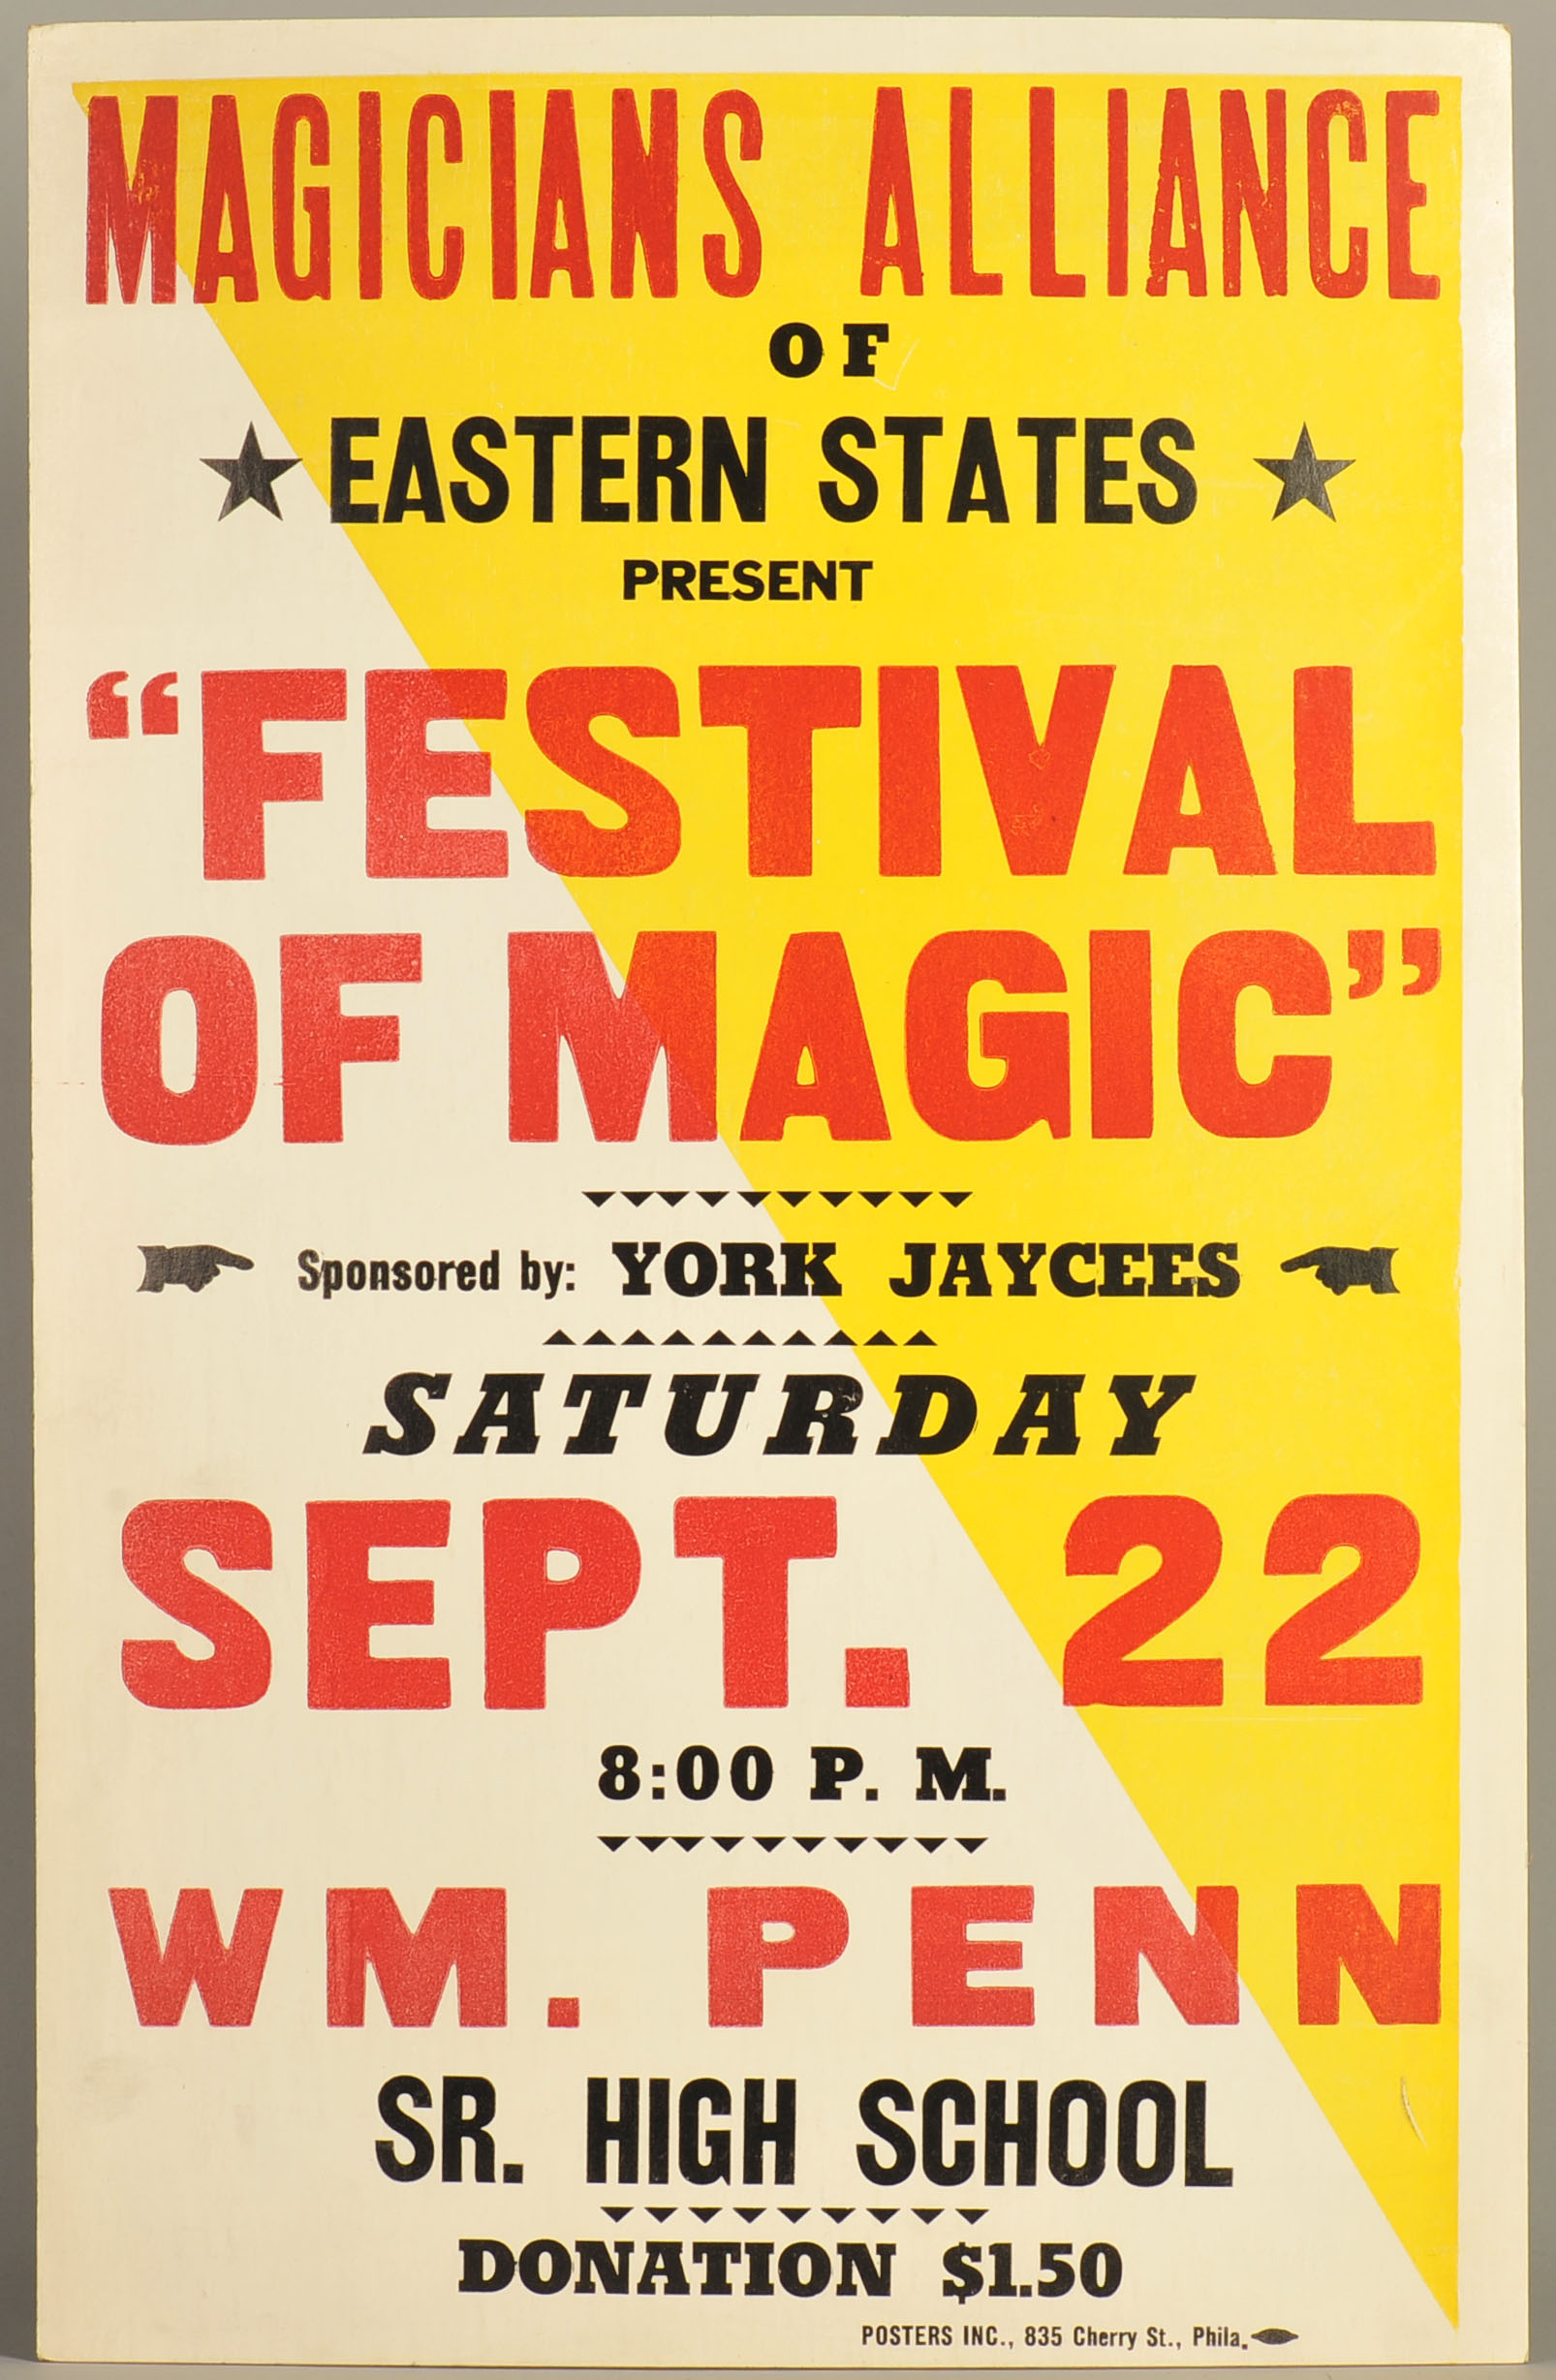 MAGICIANS ALLIANCE
OF
★ EASTERN STATES ★
PRESENT
“FESTIVAL
OF MAGIC”
Sponsored by: YORK JAYCEES
SATURDAY
SEPT. 22
8:00 P. M.
WM. PENN
SR. HIGH SCHOOL
DONATION $1.50
POSTERS INC., 835 Cherry St., Phila.